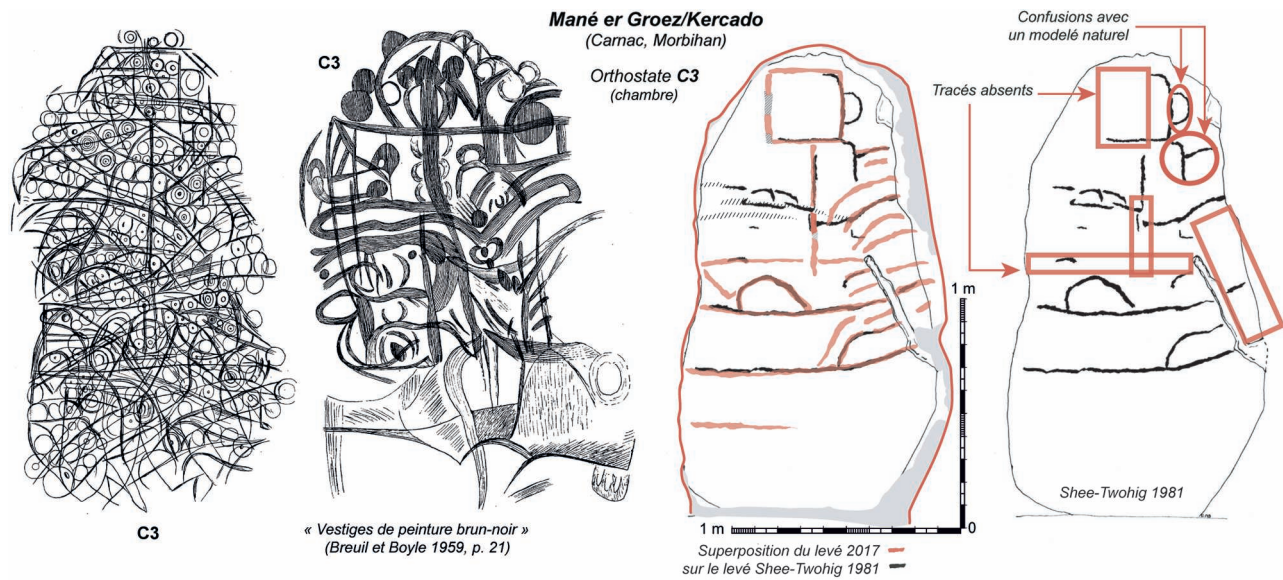 Mané er Groez/Kercado
(Carnac, Morbihan)
Orthostate C3
(chambre)
C3
C3
« Vestiges de peinture brun-noir »
(Breuil et Boyle 1959, p. 21)
1 m
0
1 m
Superposition du levé 2017
sur le levé Shee-Twohig 1981
Confusions avec
un modelé naturel
Tracés absents
Shee-Twohig 1981